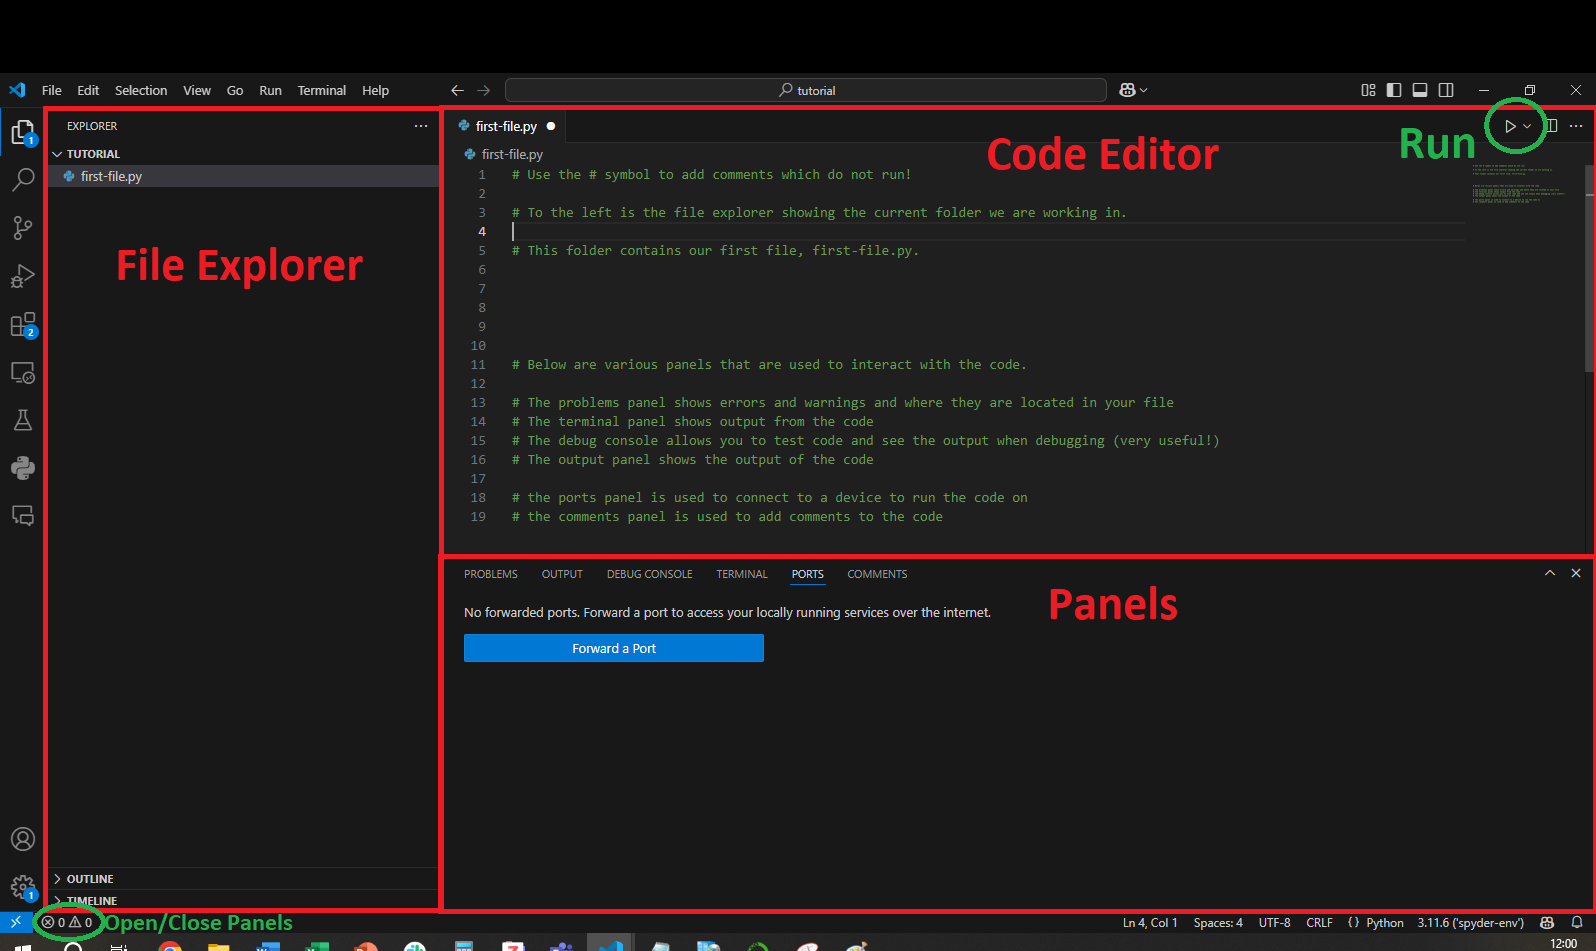 File Edit Selection View Go Run Terminal Help
tutorial
EXPLORER
TUTORIAL
first-file.py
File Explorer
OUTLINE
TIMELINE
first-file.py
Code Editor
Run
first-file.py
1 # Use the # symbol to add comments which do not run!
2
3 # To the left is the file explorer showing the current folder we are working in.
4
5 # This folder contains our first file, first-file.py.
6
7
8
9
10
11 # Below are various panels that are used to interact with the code.
12
13 # The problems panel shows errors and warnings and where they are located in your file
14 # The terminal panel shows output from the code
15 # The debug console allows you to test code and see the output when debugging (very useful!)
16 # The output panel shows the output of the code
17
18 # the ports panel is used to connect to a device to run the code on
19 # the comments panel is used to add comments to the code
PROBLEMS OUTPUT DEBUG CONSOLE TERMINAL PORTS COMMENTS
No forwarded ports. Forward a port to access your locally running services over the internet.
Panels
Forward a Port
1
2
1
0 0 Open/Close Panels
Ln 4, Col 1 Spaces: 4 UTF-8 CRLF {} Python 3.11.6 ('spyder-env')
12:00